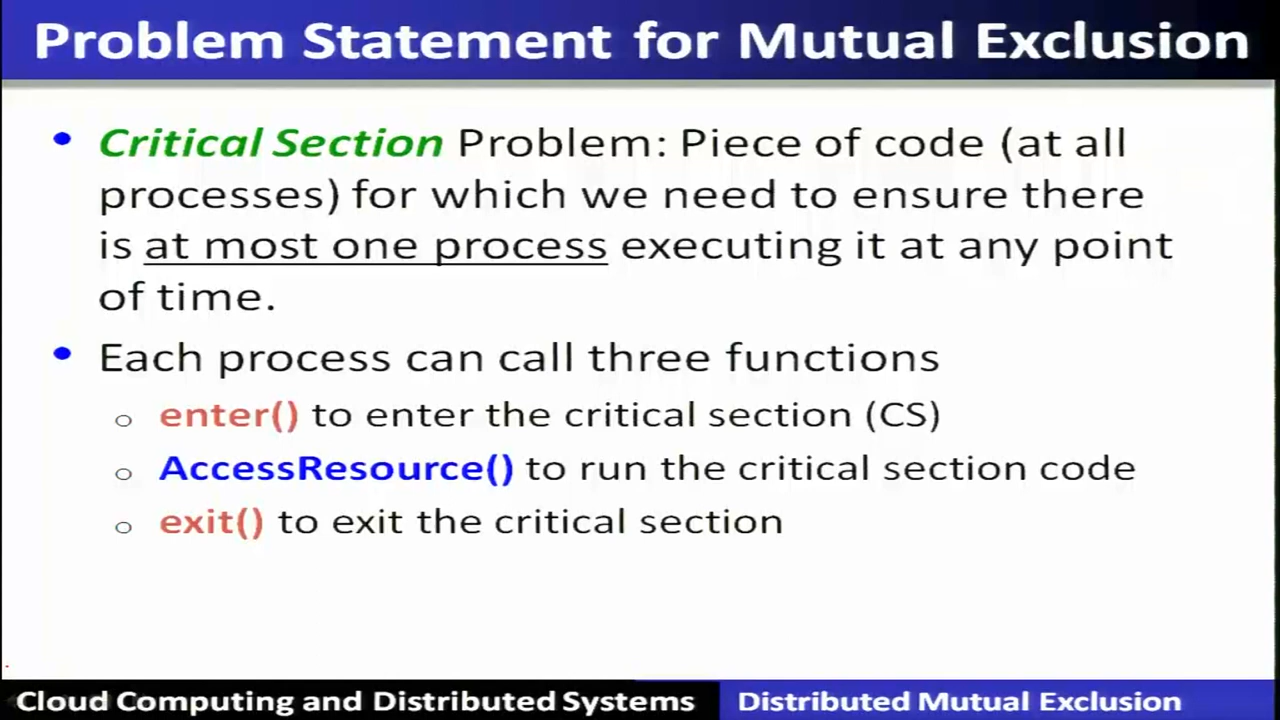 Problem Statement for Mutual Exclusion
• Critical Section Problem: Piece of code (at all
processes) for which we need to ensure there
is at most one process executing it at any point
of time.
• Each process can call three functions
○ enter() to enter the critical section (CS)
○ AccessResource() to run the critical section code
○ exit() to exit the critical section
Cloud Computing and Distributed Systems
Distributed Mutual Exclusion